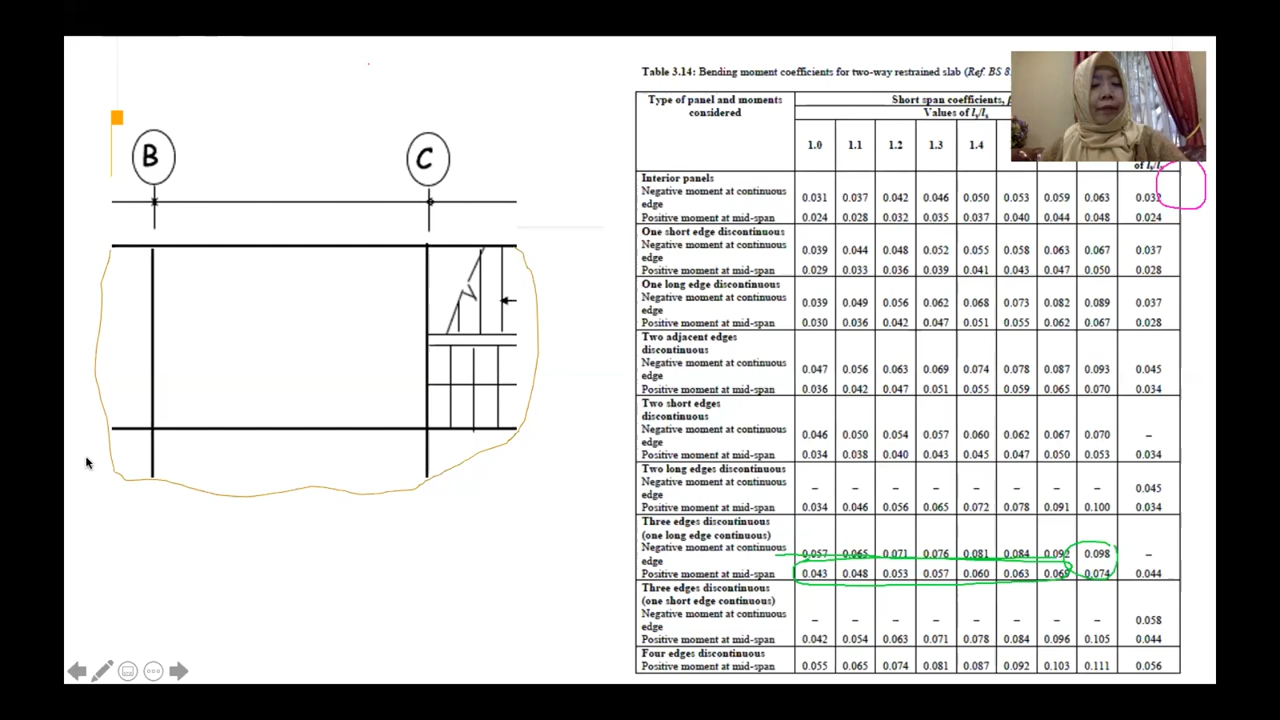 B
C
Table 3.14: Bending moment coefficients for two-way restrained slab (Ref. BS 8
Type of panel and moments considered
Short span coefficients,
Values of ly/ls
1.0 1.1 1.2 1.3 1.4
of ly/ls
Interior panels
Negative moment at continuous edge 0.031 0.037 0.042 0.046 0.050 0.053 0.059 0.063 0.032
Positive moment at mid-span 0.024 0.028 0.032 0.035 0.037 0.040 0.044 0.048 0.024
One short edge discontinuous
Negative moment at continuous edge 0.039 0.044 0.048 0.052 0.055 0.058 0.063 0.067 0.037
Positive moment at mid-span 0.029 0.033 0.036 0.039 0.041 0.043 0.047 0.050 0.028
One long edge discontinuous
Negative moment at continuous edge 0.039 0.049 0.056 0.062 0.068 0.073 0.082 0.089 0.037
Positive moment at mid-span 0.030 0.036 0.042 0.047 0.051 0.055 0.062 0.067 0.028
Two adjacent edges discontinuous
Negative moment at continuous edge 0.047 0.056 0.063 0.069 0.074 0.078 0.087 0.093 0.045
Positive moment at mid-span 0.036 0.042 0.047 0.051 0.055 0.059 0.065 0.070 0.034
Two short edges discontinuous
Negative moment at continuous edge 0.046 0.050 0.054 0.057 0.060 0.062 0.067 0.070 –
Positive moment at mid-span 0.034 0.038 0.040 0.043 0.045 0.047 0.050 0.053 0.034
Two long edges discontinuous
Negative moment at continuous edge – – – – – – – – 0.045
Positive moment at mid-span 0.034 0.046 0.056 0.065 0.072 0.078 0.091 0.100 0.034
Three edges discontinuous (one long edge continuous)
Negative moment at continuous edge 0.057 0.065 0.071 0.076 0.081 0.084 0.092 0.098 –
Positive moment at mid-span 0.043 0.048 0.053 0.057 0.060 0.063 0.069 0.074 0.044
Three edges discontinuous (one short edge continuous)
Negative moment at continuous edge – – – – – – – – 0.058
Positive moment at mid-span 0.042 0.054 0.063 0.071 0.078 0.084 0.096 0.105 0.044
Four edges discontinuous
Positive moment at mid-span 0.055 0.065 0.074 0.081 0.087 0.092 0.103 0.111 0.056